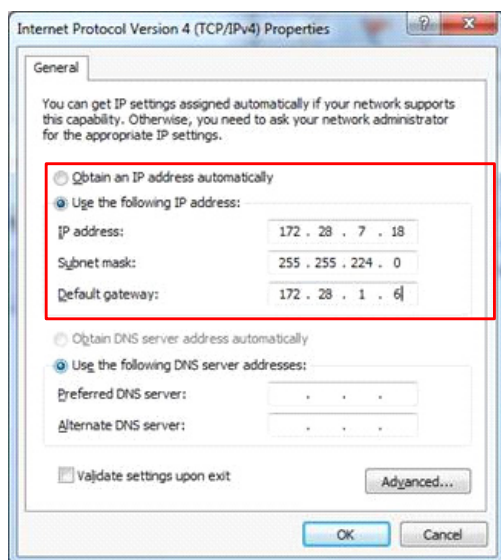 Internet Protocol Version 4 (TCP/IPv4) Properties
General
You can get IP settings assigned automatically if your network supports
this capability. Otherwise, you need to ask your network administrator
for the appropriate IP settings.
Obtain an IP address automatically
Use the following IP address:
IP address: 172 . 28 . 7 . 18
Subnet mask: 255 . 255 . 224 . 0
Default gateway: 172 . 28 . 1 . 6
Obtain DNS server address automatically
Use the following DNS server addresses:
Preferred DNS server: . . .
Alternate DNS server: . . .
Validate settings upon exit
Advanced...
OK Cancel